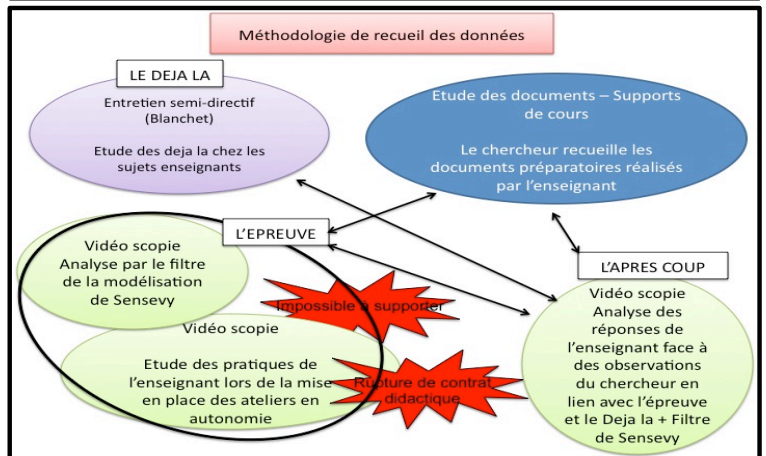 Méthodologie de recueil des données
LE DEJA LA
Entretien semi-directif
(Blanchet)
Etude des deja la chez les
sujets enseignants
Etude des documents – Supports
de cours
Le chercheur recueille les
documents préparatoires réalisés
par l'enseignant
L'EPREUVE
Vidéo scopie
Analyse par le filtre
de la modélisation
de Sensevy
Impossible à supporter
Vidéo scopie
Etude des pratiques de
l'enseignant lors de la mise
en place des ateliers en
autonomie
Rupture de contrat
didactique
L'APRES COUP
Vidéo scopie
Analyse des
réponses de
l'enseignant face à
des observations
du chercheur en
lien avec l'épreuve
et le Deja la + Filtre
de Sensevy